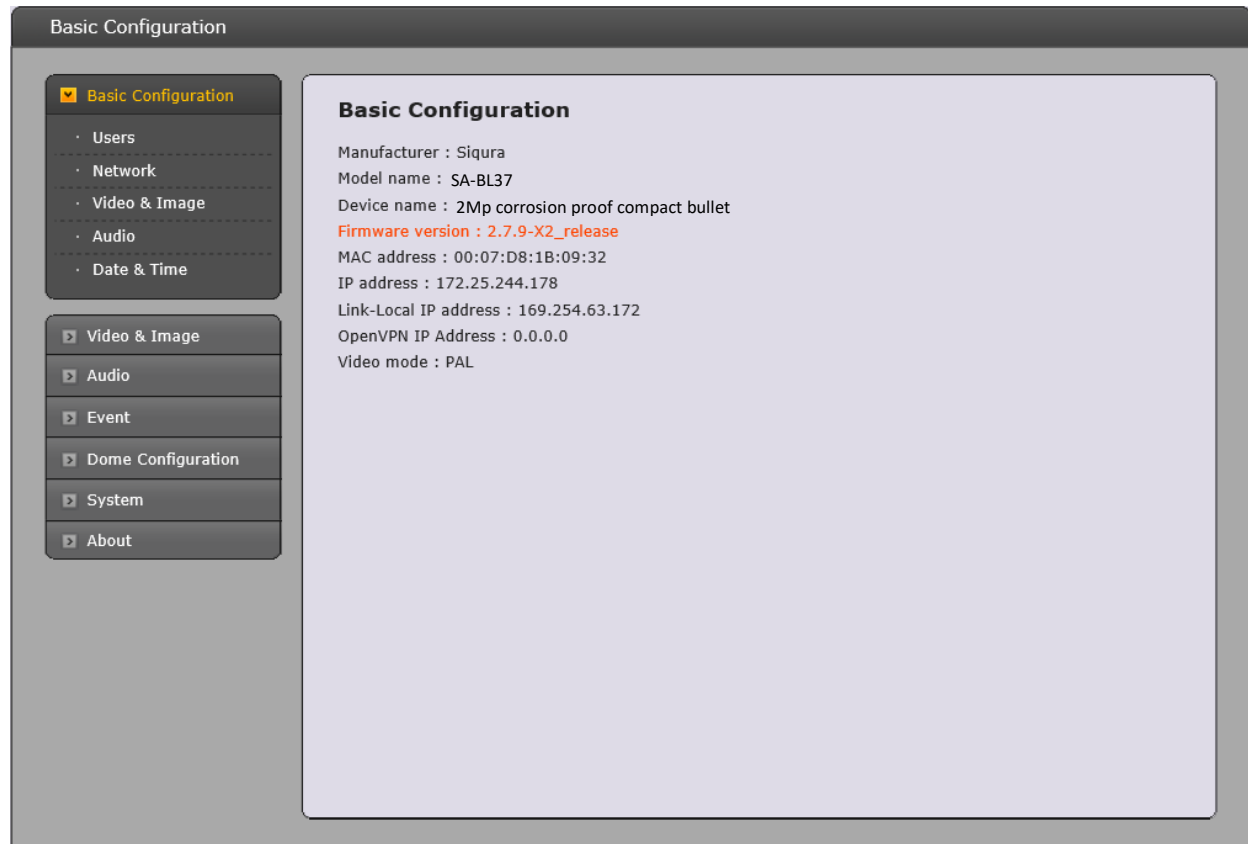 Basic Configuration
Basic Configuration
· Users
· Network
· Video & Image
· Audio
· Date & Time
Video & Image
Audio
Event
Dome Configuration
System
About
Basic Configuration
Manufacturer : Siqura
Model name : SA-BL37
Device name : 2Mp corrosion proof compact bullet
Firmware version : 2.7.9-X2_release
MAC address : 00:07:D8:1B:09:32
IP address : 172.25.244.178
Link-Local IP address : 169.254.63.172
OpenVPN IP Address : 0.0.0.0
Video mode : PAL